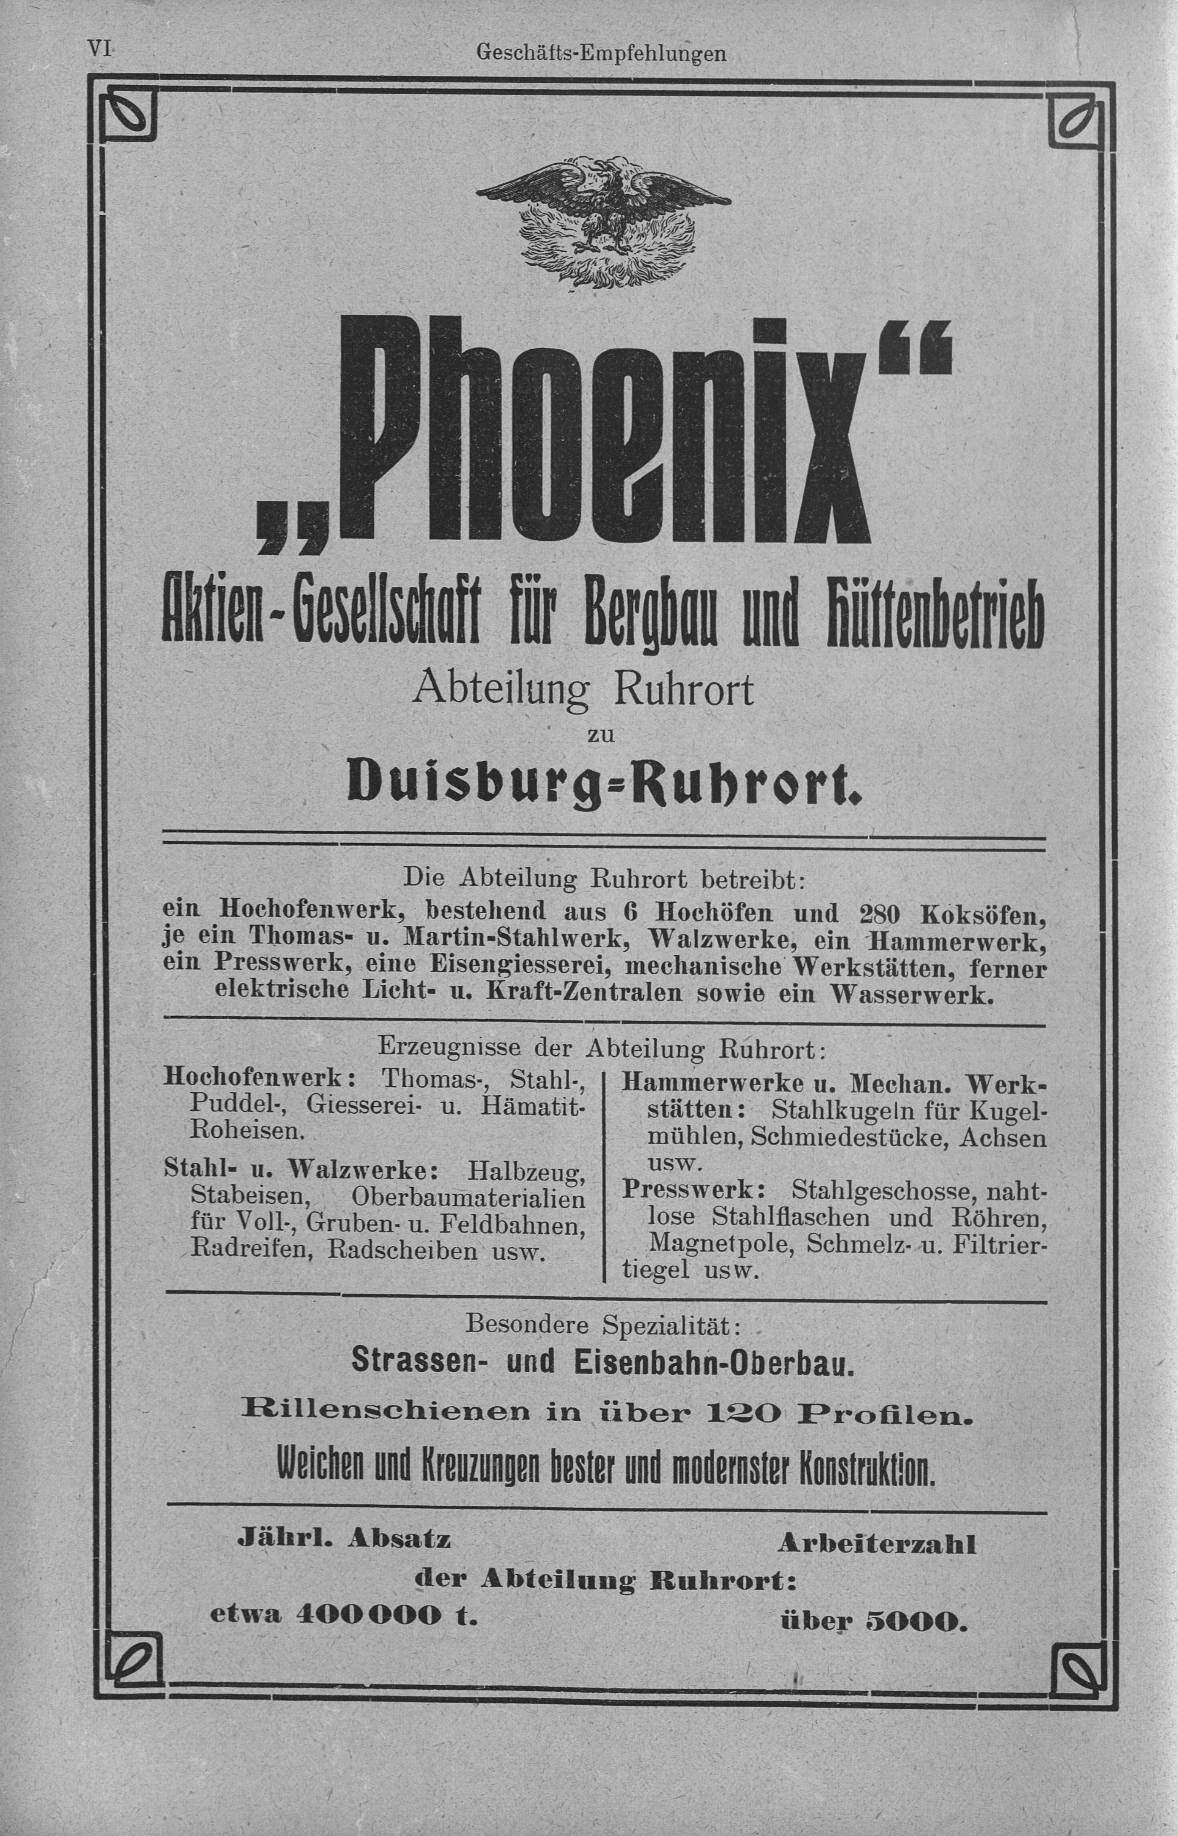 VI
Geschäfts-Empfehlungen
„Phoenix“
Aktien-Gesellschaft für Bergbau und Hüttenbetrieb
Abteilung Ruhrort
zu
Duisburg-Ruhrort.
Die Abteilung Ruhrort betreibt:
ein Hochofenwerk, bestehend aus 6 Hochöfen und 280 Koksöfen,
je ein Thomas- u. Martin-Stahlwerk, Walzwerke, ein Hammerwerk,
ein Presswerk, eine Eisengiesserei, mechanische Werkstätten, ferner
elektrische Licht- u. Kraft-Zentralen sowie ein Wasserwerk.
Erzeugnisse der Abteilung Ruhrort:
Hochofenwerk: Thomas-, Stahl-,
Puddel-, Giesserei- u. Hämatit-
Roheisen.
Stahl- u. Walzwerke: Halbzeug,
Stabeisen, Oberbaumaterialien
für Voll-, Gruben- u. Feldbahnen,
Radreifen, Radscheiben usw.
Hammerwerke u. Mechan. Werk-
stätten: Stahlkugeln für Kugel-
mühlen, Schmiedestücke, Achsen
usw.
Presswerk: Stahlgeschosse, naht-
lose Stahlflaschen und Röhren,
Magnetpole, Schmelz- u. Filtrier-
tiegel usw.
Besondere Spezialität:
Strassen- und Eisenbahn-Oberbau.
Rillenschienen in über 120 Profilen.
Weichen und Kreuzungen bester und modernster Konstruktion.
Jährl. Absatz Arbeiterzahl
der Abteilung Ruhrort:
etwa 400000 t. über 5000.